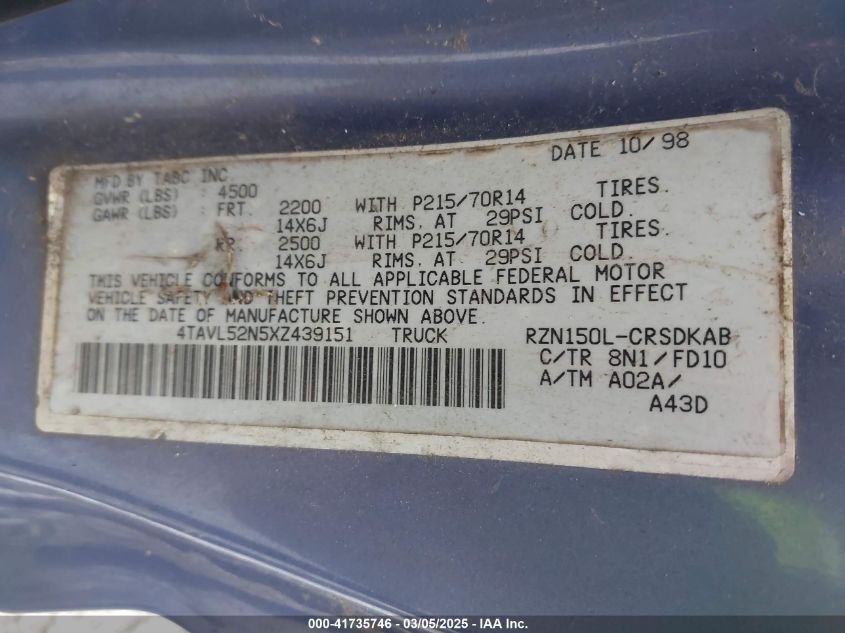 DATE 10/98
MFD BY TABC INC
GVWR (LBS) : 4500
GAWR (LBS) : FRT. 2200 WITH P215/70R14 TIRES.
14X6J RIMS. AT 29PSI COLD.
RR. 2500 WITH P215/70R14 TIRES.
14X6J RIMS. AT 29PSI COLD.
THIS VEHICLE CONFORMS TO ALL APPLICABLE FEDERAL MOTOR
VEHICLE SAFETY AND THEFT PREVENTION STANDARDS IN EFFECT
ON THE DATE OF MANUFACTURE SHOWN ABOVE.
4TAVL52N5XZ439151 TRUCK RZN150L-CRSDKAB
C/TR 8N1/FD10
A/TM A02A/
A43D
000-41735746 — 03/05/2025 — IAA Inc.